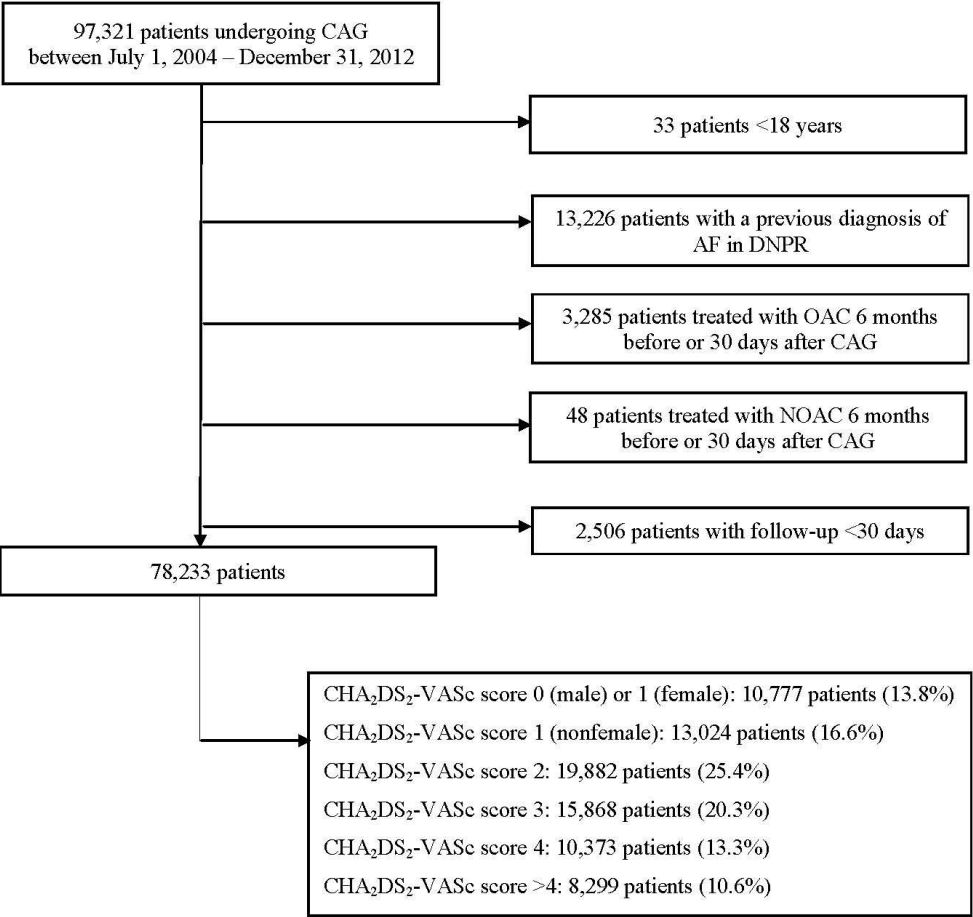 97,321 patients undergoing CAG
between July 1, 2004 – December 31, 2012
33 patients <18 years
13,226 patients with a previous diagnosis of
AF in DNPR
3,285 patients treated with OAC 6 months
before or 30 days after CAG
48 patients treated with NOAC 6 months
before or 30 days after CAG
2,506 patients with follow-up <30 days
78,233 patients
CHA₂DS₂-VASc score 0 (male) or 1 (female): 10,777 patients (13.8%)
CHA₂DS₂-VASc score 1 (nonfemale): 13,024 patients (16.6%)
CHA₂DS₂-VASc score 2: 19,882 patients (25.4%)
CHA₂DS₂-VASc score 3: 15,868 patients (20.3%)
CHA₂DS₂-VASc score 4: 10,373 patients (13.3%)
CHA₂DS₂-VASc score >4: 8,299 patients (10.6%)